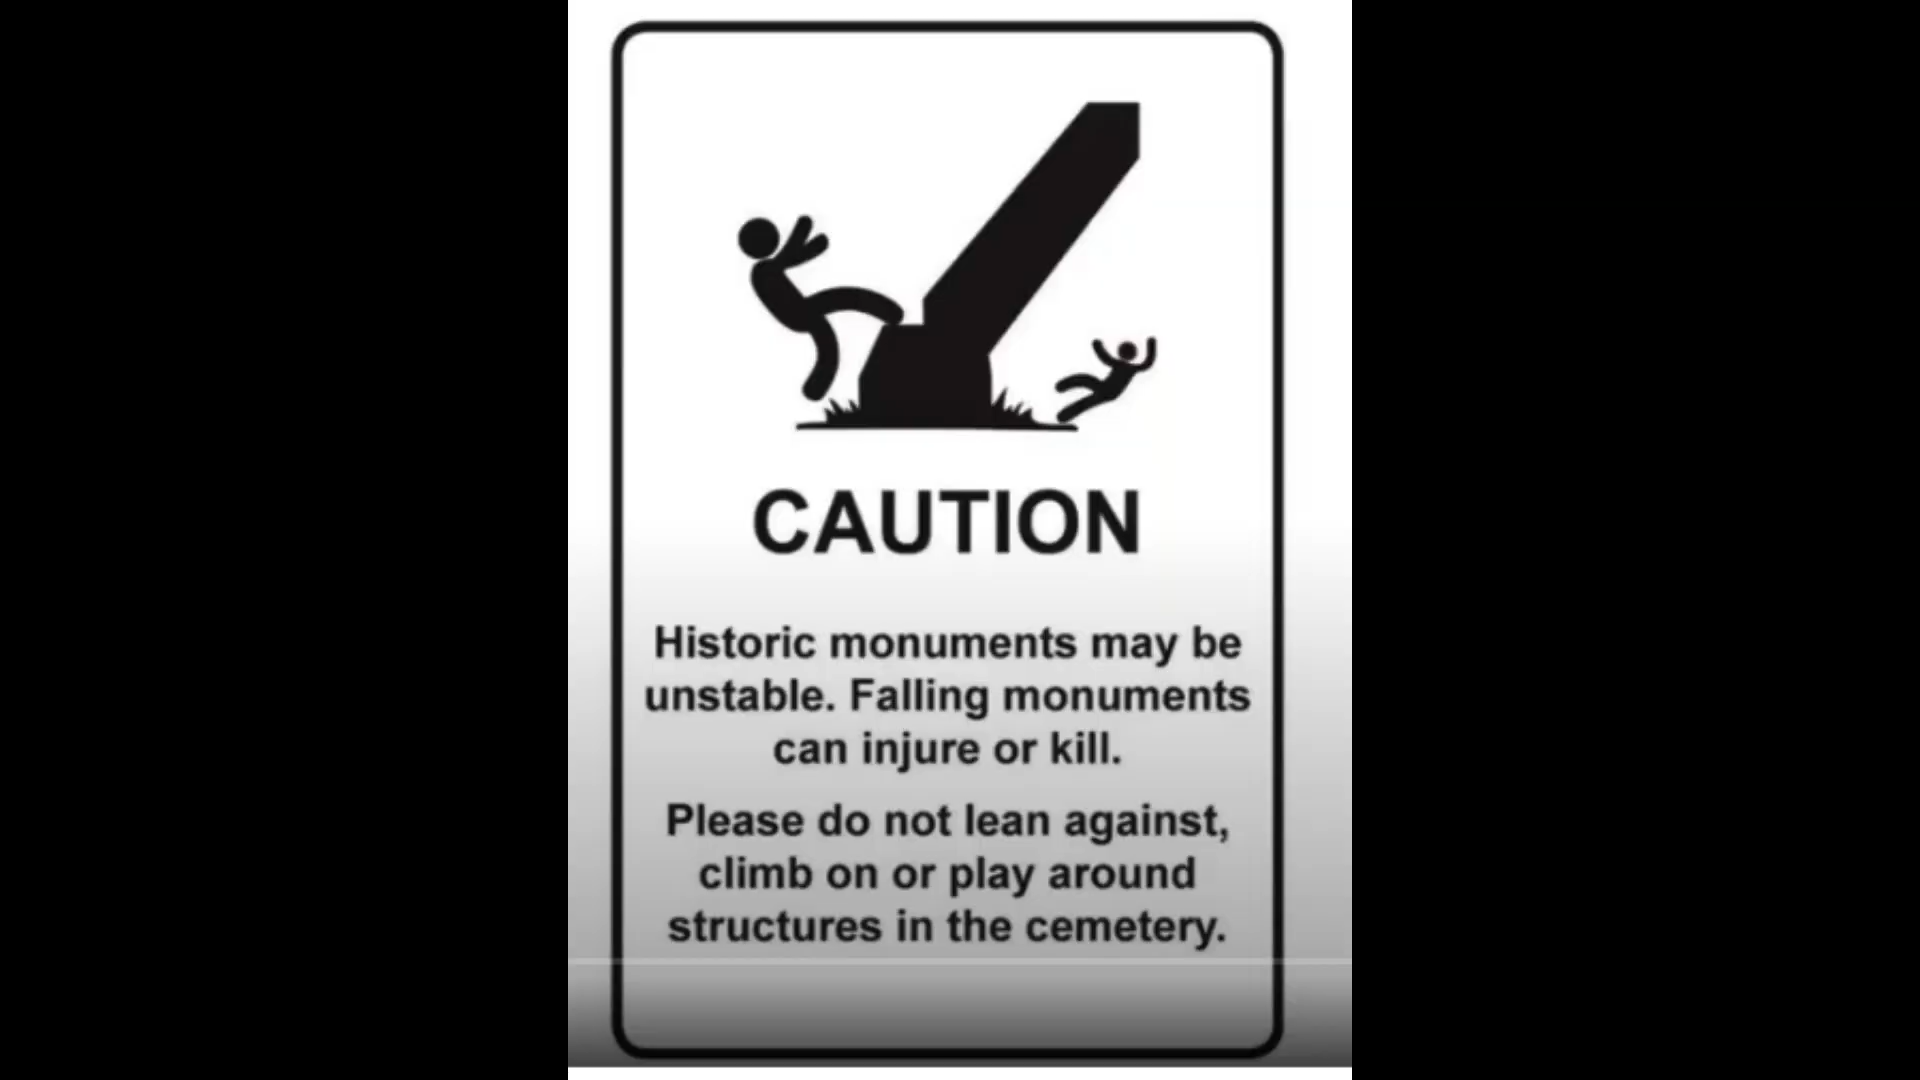 CAUTION
Historic monuments may be
unstable. Falling monuments
can injure or kill.
Please do not lean against,
climb on or play around
structures in the cemetery.